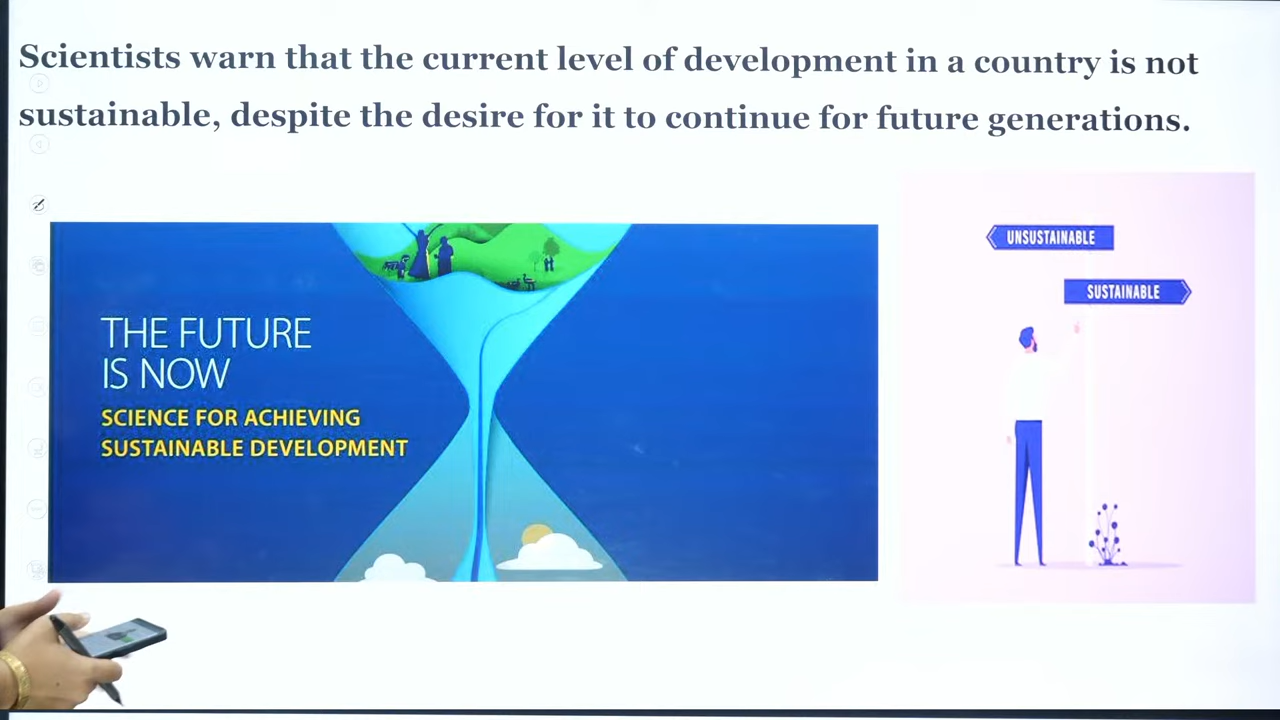 Scientists warn that the current level of development in a country is not
sustainable, despite the desire for it to continue for future generations.
THE FUTURE
IS NOW
SCIENCE FOR ACHIEVING
SUSTAINABLE DEVELOPMENT
UNSUSTAINABLE
SUSTAINABLE